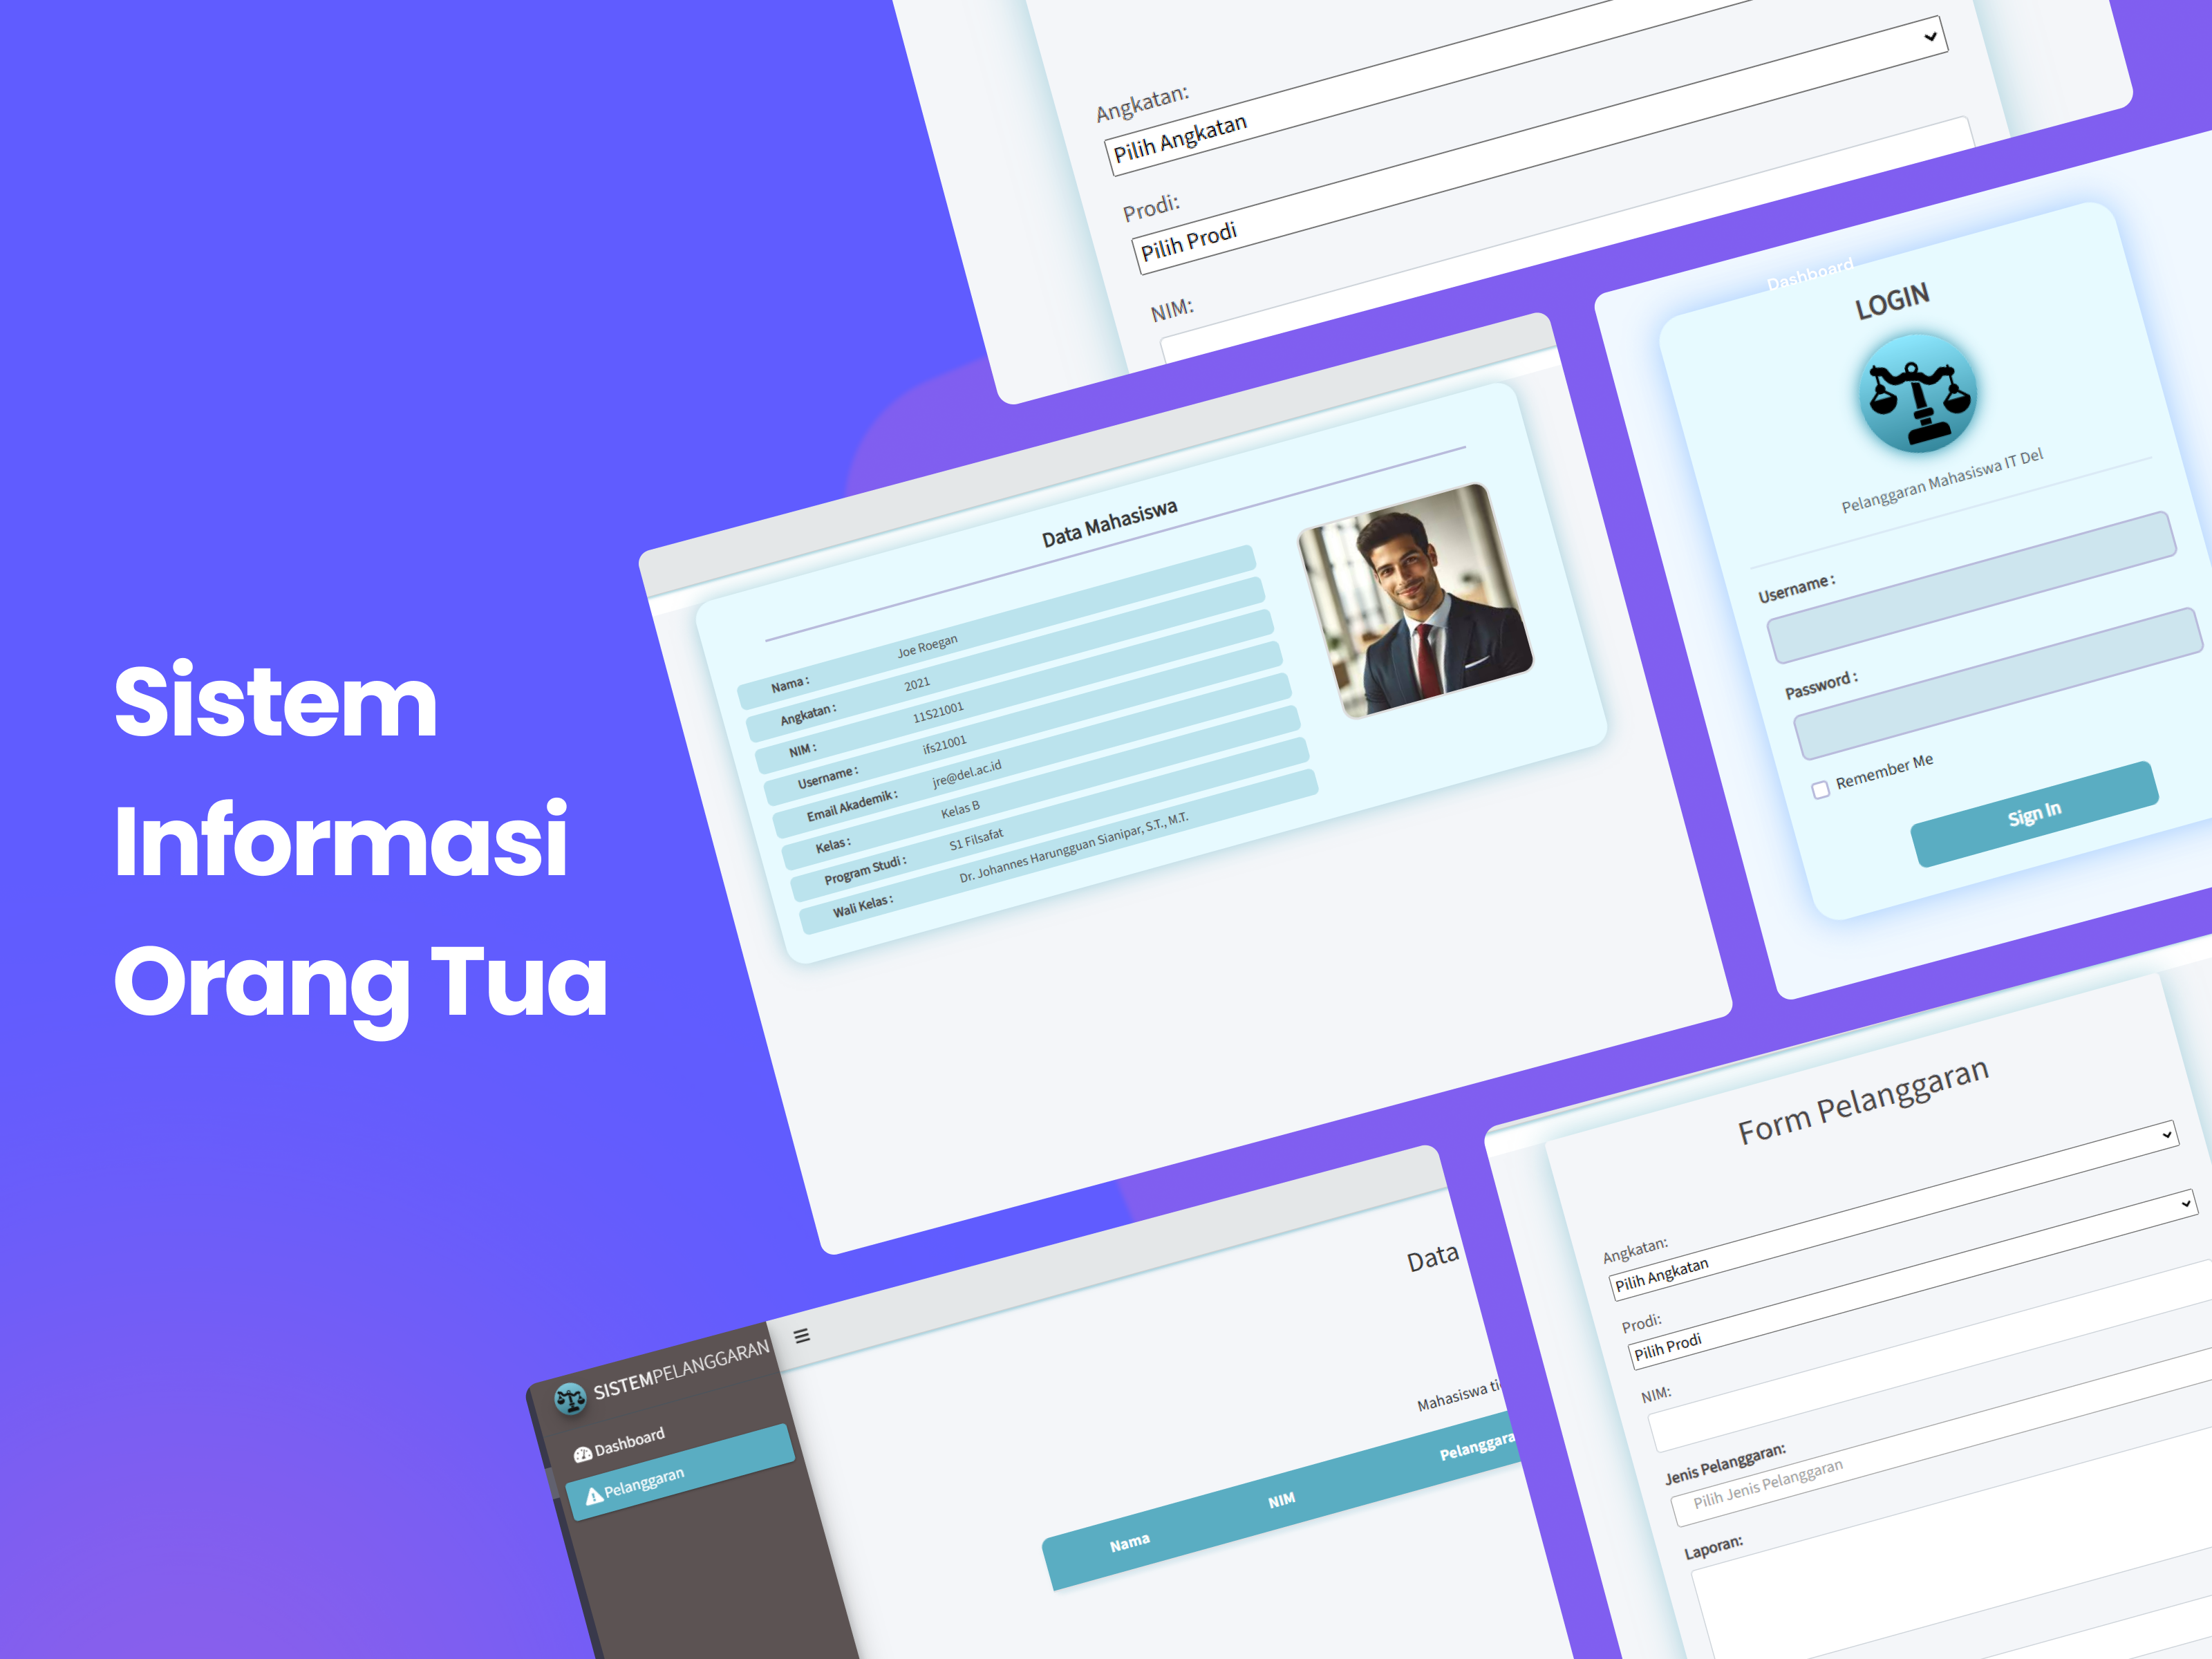 Sistem
Informasi
Orang Tua
Angkatan:
Pilih Angkatan
Prodi:
Pilih Prodi
NIM:
Data Mahasiswa
Nama : Joe Roegan
Angkatan : 2021
NIM : 11S21001
Username : ifs21001
Email Akademik : jre@del.ac.id
Kelas : Kelas B
Program Studi : S1 Filsafat
Wali Kelas : Dr. Johannes Harungguan Sianipar, S.T., M.T.
Dashboard
LOGIN
Pelanggaran Mahasiswa IT Del
Username :
Password :
Remember Me
Sign In
SISTEMPELANGGARAN
Dashboard
Pelanggaran
Data
Mahasiswa ti
Nama NIM Pelanggara
Form Pelanggaran
Angkatan:
Pilih Angkatan
Prodi:
Pilih Prodi
NIM:
Jenis Pelanggaran:
Pilih Jenis Pelanggaran
Laporan: